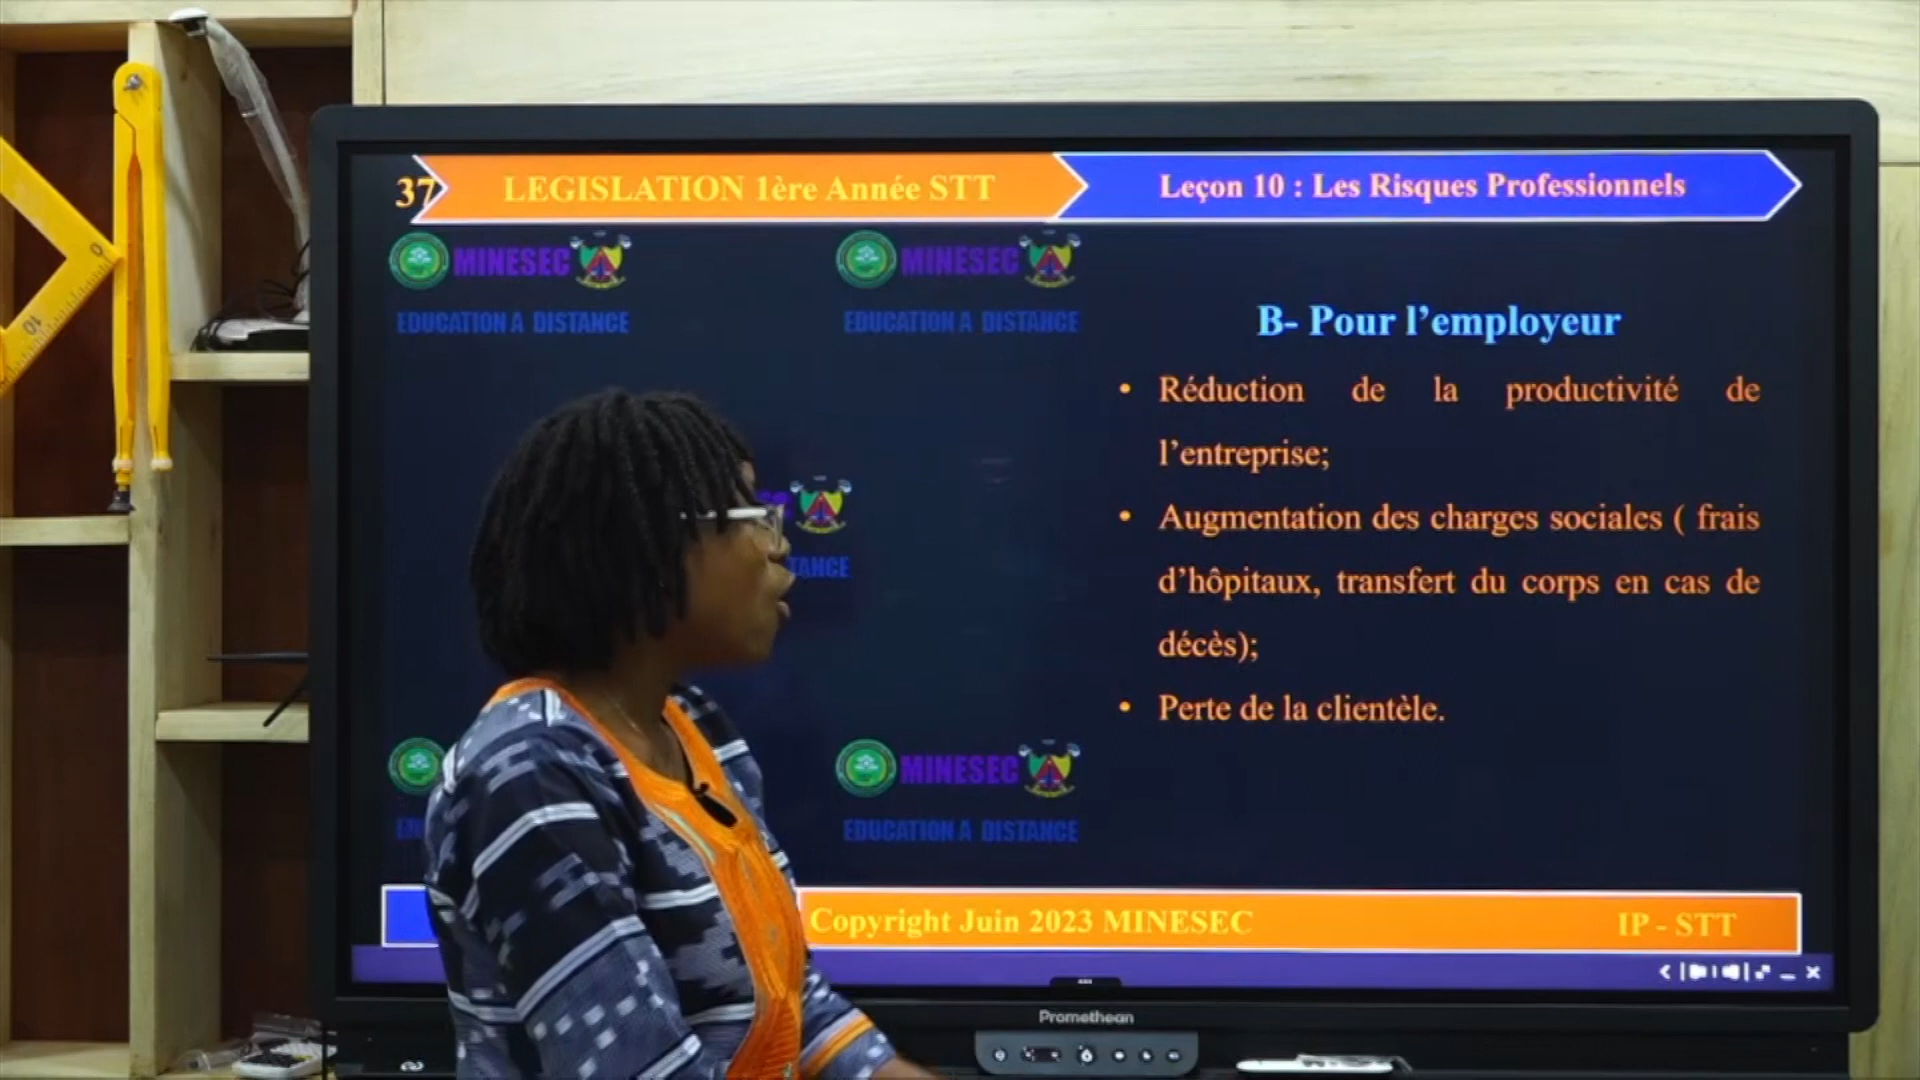 37
LEGISLATION 1ère Année STT
Leçon 10 : Les Risques Professionnels
MINESEC
EDUCATION A DISTANCE
MINESEC
EDUCATION A DISTANCE
B- Pour l’employeur
• Réduction de la productivité de
l’entreprise;
• Augmentation des charges sociales ( frais
d’hôpitaux, transfert du corps en cas de
décès);
• Perte de la clientèle.
MINESEC
EDUCATION A DISTANCE
Copyright Juin 2023 MINESEC
IP - STT
Promethean
0
10